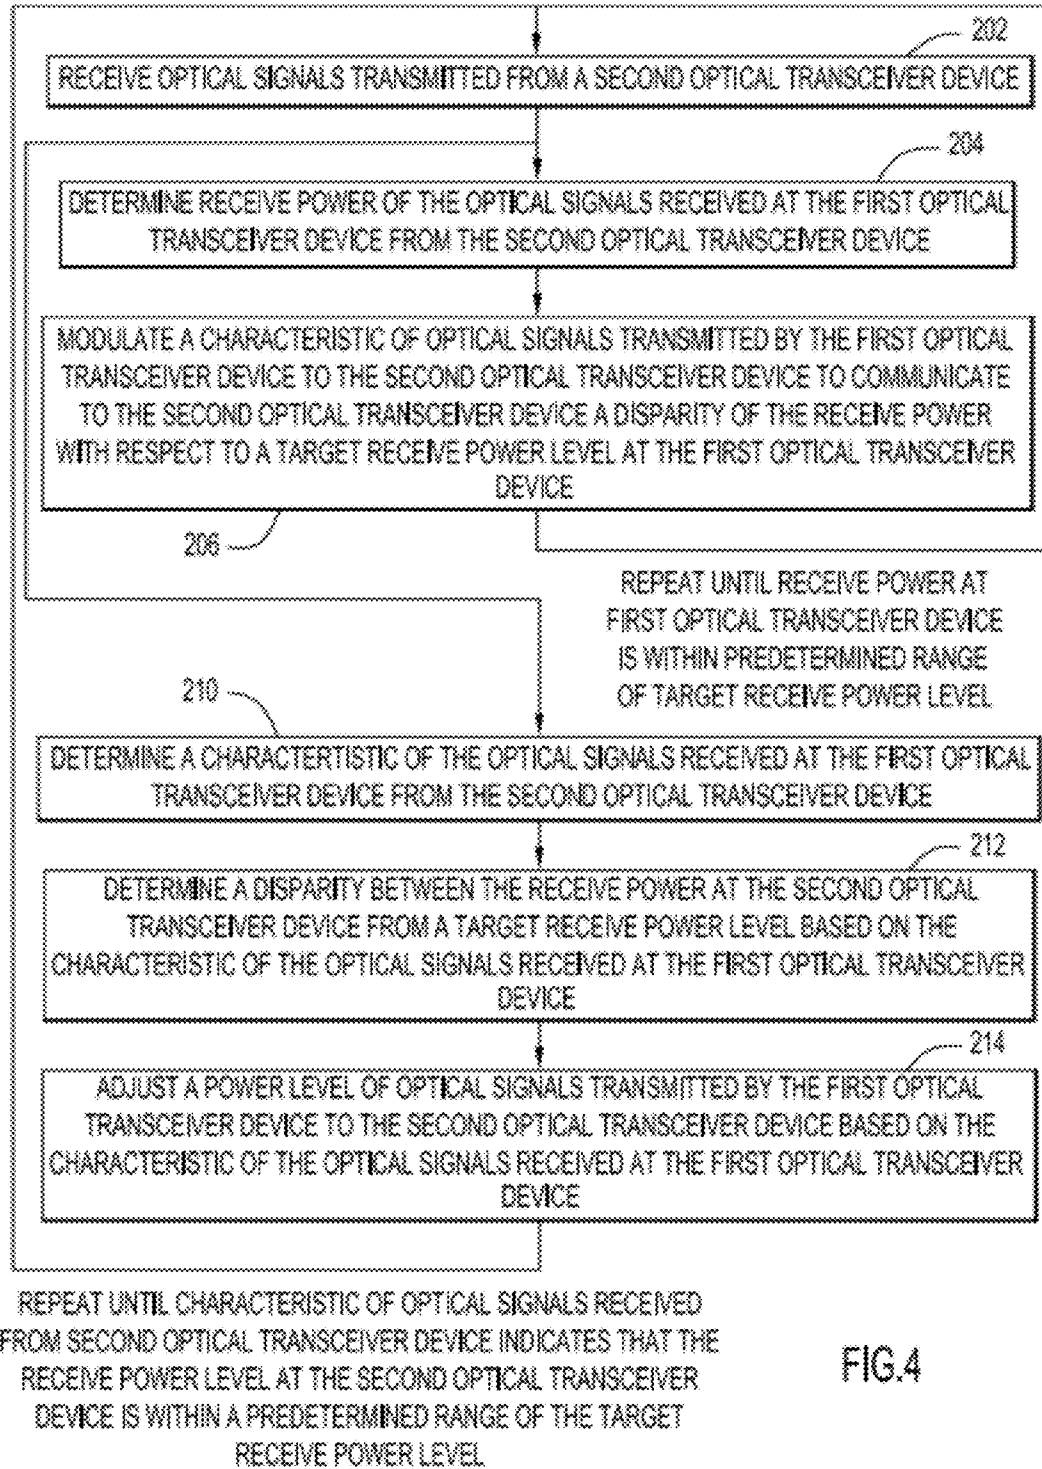 202
RECEIVE OPTICAL SIGNALS TRANSMITTED FROM A SECOND OPTICAL TRANSCEIVER DEVICE
204
DETERMINE RECEIVE POWER OF THE OPTICAL SIGNALS RECEIVED AT THE FIRST OPTICAL
TRANSCEIVER DEVICE FROM THE SECOND OPTICAL TRANSCEIVER DEVICE
MODULATE A CHARACTERISTIC OF OPTICAL SIGNALS TRANSMITTED BY THE FIRST OPTICAL
TRANSCEIVER DEVICE TO THE SECOND OPTICAL TRANSCEIVER DEVICE TO COMMUNICATE
TO THE SECOND OPTICAL TRANSCEIVER DEVICE A DISPARITY OF THE RECEIVE POWER
WITH RESPECT TO A TARGET RECEIVE POWER LEVEL AT THE FIRST OPTICAL TRANSCEIVER
DEVICE
206
REPEAT UNTIL RECEIVE POWER AT
FIRST OPTICAL TRANSCEIVER DEVICE
IS WITHIN PREDETERMINED RANGE
OF TARGET RECEIVE POWER LEVEL
210
DETERMINE A CHARACTERTISTIC OF THE OPTICAL SIGNALS RECEIVED AT THE FIRST OPTICAL
TRANSCEIVER DEVICE FROM THE SECOND OPTICAL TRANSCEIVER DEVICE
212
DETERMINE A DISPARITY BETWEEN THE RECEIVE POWER AT THE SECOND OPTICAL
TRANSCEIVER DEVICE FROM A TARGET RECEIVE POWER LEVEL BASED ON THE
CHARACTERISTIC OF THE OPTICAL SIGNALS RECEIVED AT THE FIRST OPTICAL TRANSCEIVER
DEVICE
214
ADJUST A POWER LEVEL OF OPTICAL SIGNALS TRANSMITTED BY THE FIRST OPTICAL
TRANSCEIVER DEVICE TO THE SECOND OPTICAL TRANSCEIVER DEVICE BASED ON THE
CHARACTERISTIC OF THE OPTICAL SIGNALS RECEIVED AT THE FIRST OPTICAL TRANSCEIVER
DEVICE
REPEAT UNTIL CHARACTERISTIC OF OPTICAL SIGNALS RECEIVED
FROM SECOND OPTICAL TRANSCEIVER DEVICE INDICATES THAT THE
RECEIVE POWER LEVEL AT THE SECOND OPTICAL TRANSCEIVER
DEVICE IS WITHIN A PREDETERMINED RANGE OF THE TARGET
RECEIVE POWER LEVEL
FIG.4